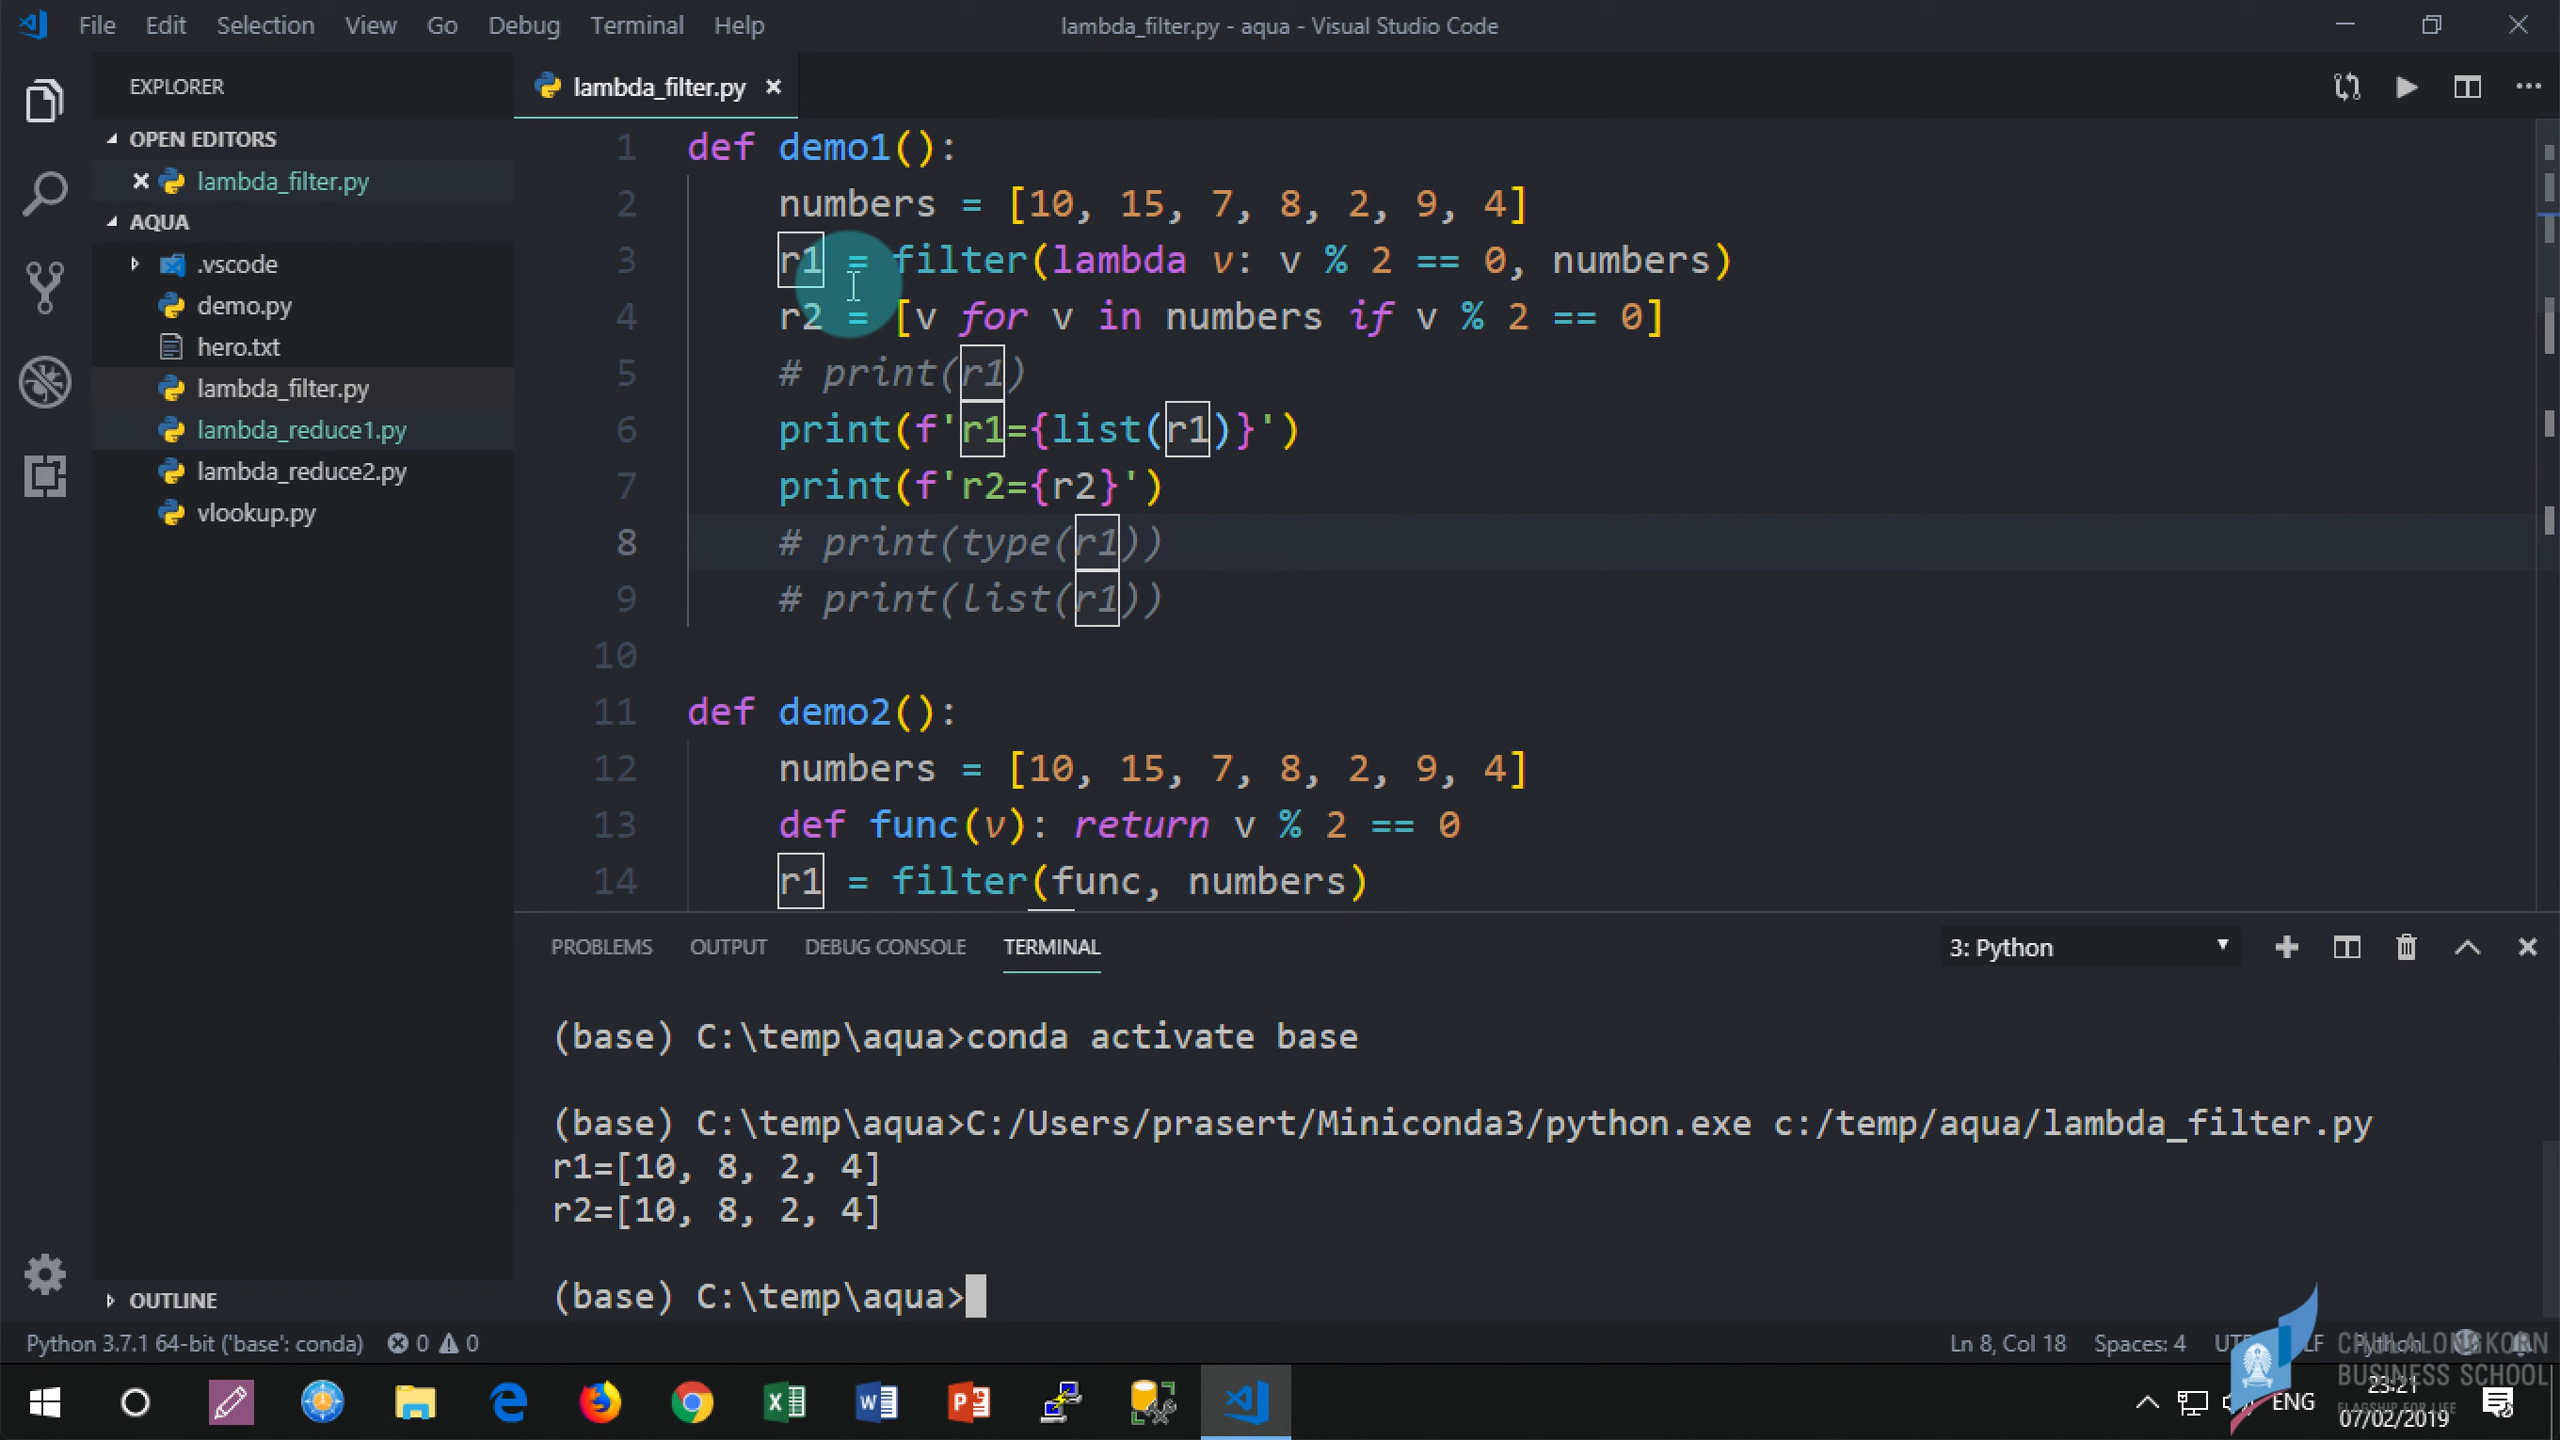 File Edit Selection View Go Debug Terminal Help
lambda_filter.py - aqua - Visual Studio Code
EXPLORER
OPEN EDITORS
lambda_filter.py
AQUA
.vscode
demo.py
hero.txt
lambda_filter.py
lambda_reduce1.py
lambda_reduce2.py
vlookup.py
OUTLINE
lambda_filter.py
1 def demo1():
2 numbers = [10, 15, 7, 8, 2, 9, 4]
3 r1 = filter(lambda v: v % 2 == 0, numbers)
4 r2 = [v for v in numbers if v % 2 == 0]
5 # print(r1)
6 print(f'r1={list(r1)}')
7 print(f'r2={r2}')
8 # print(type(r1))
9 # print(list(r1))
10
11 def demo2():
12 numbers = [10, 15, 7, 8, 2, 9, 4]
13 def func(v): return v % 2 == 0
14 r1 = filter(func, numbers)
PROBLEMS OUTPUT DEBUG CONSOLE TERMINAL
3: Python
(base) C:\temp\aqua>conda activate base
(base) C:\temp\aqua>C:/Users/prasert/Miniconda3/python.exe c:/temp/aqua/lambda_filter.py
r1=[10, 8, 2, 4]
r2=[10, 8, 2, 4]
(base) C:\temp\aqua>
Python 3.7.1 64-bit ('base': conda) 0 0
Ln 8, Col 18 Spaces: 4 Python
CHULALONGKORN
BUSINESS SCHOOL
FLAGSHIP FOR LIFE
ENG
23:21
07/02/2019